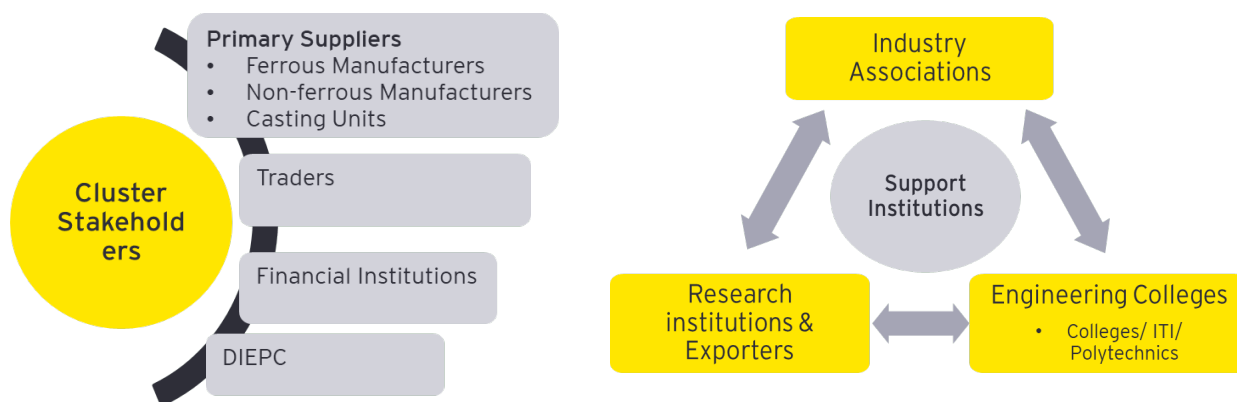 Primary Suppliers
• Ferrous Manufacturers
• Non-ferrous Manufacturers
• Casting Units
Cluster
Stakehold
ers
Traders
Financial Institutions
DIEPC
Industry
Associations
Support
Institutions
Research
institutions &
Exporters
Engineering Colleges
• Colleges/ ITI/
Polytechnics